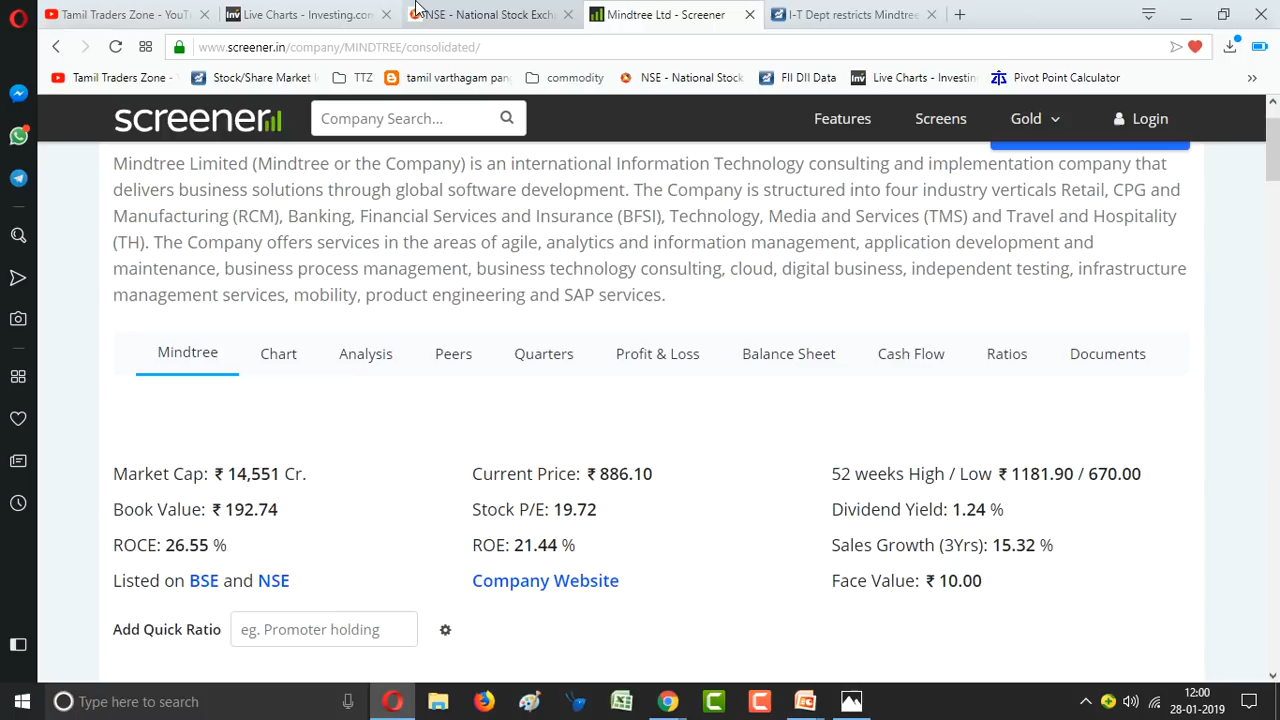 Tamil Traders Zone - YouT
Live Charts - Investing.con
NSE - National Stock Exch
Mindtree Ltd - Screener
I-T Dept restricts Mindtree
www.screener.in/company/MINDTREE/consolidated/
Tamil Traders Zone -
Stock/Share Market I
TTZ
tamil varthagam pan
commodity
NSE - National Stock
FII DII Data
Live Charts - Investin
Pivot Point Calculator
screener
Company Search...
Features
Screens
Gold
Login
Mindtree Limited (Mindtree or the Company) is an international Information Technology consulting and implementation company that
delivers business solutions through global software development. The Company is structured into four industry verticals Retail, CPG and
Manufacturing (RCM), Banking, Financial Services and Insurance (BFSI), Technology, Media and Services (TMS) and Travel and Hospitality
(TH). The Company offers services in the areas of agile, analytics and information management, application development and
maintenance, business process management, business technology consulting, cloud, digital business, independent testing, infrastructure
management services, mobility, product engineering and SAP services.
Mindtree
Chart
Analysis
Peers
Quarters
Profit & Loss
Balance Sheet
Cash Flow
Ratios
Documents
Market Cap: ₹ 14,551 Cr.
Current Price: ₹ 886.10
52 weeks High / Low ₹ 1181.90 / 670.00
Book Value: ₹ 192.74
Stock P/E: 19.72
Dividend Yield: 1.24 %
ROCE: 26.55 %
ROE: 21.44 %
Sales Growth (3Yrs): 15.32 %
Listed on BSE and NSE
Company Website
Face Value: ₹ 10.00
Add Quick Ratio
eg. Promoter holding
Type here to search
12:00
28-01-2019